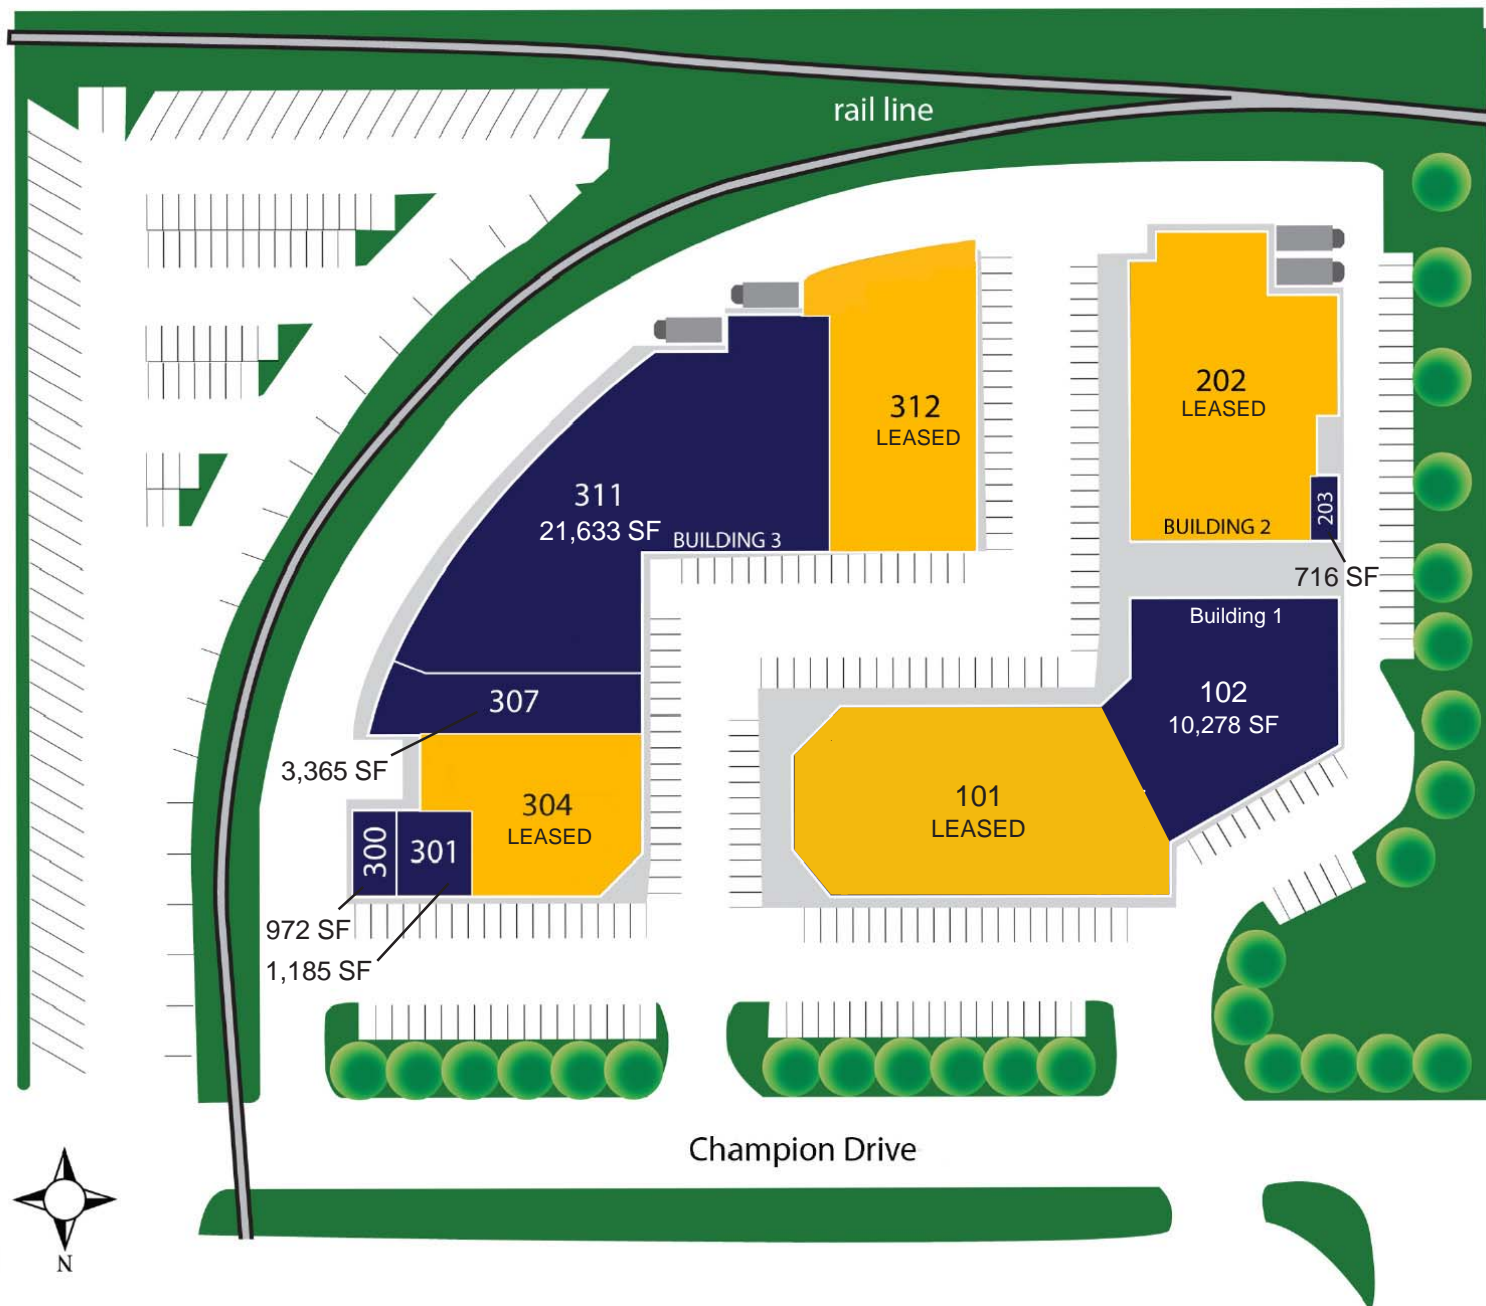 rail line
202
LEASED
312
LEASED
311
21,633 SF
BUILDING 3
203
BUILDING 2
716 SF
Building 1
102
10,278 SF
307
3,365 SF
101
LEASED
304
LEASED
300
301
972 SF
1,185 SF
Champion Drive
N